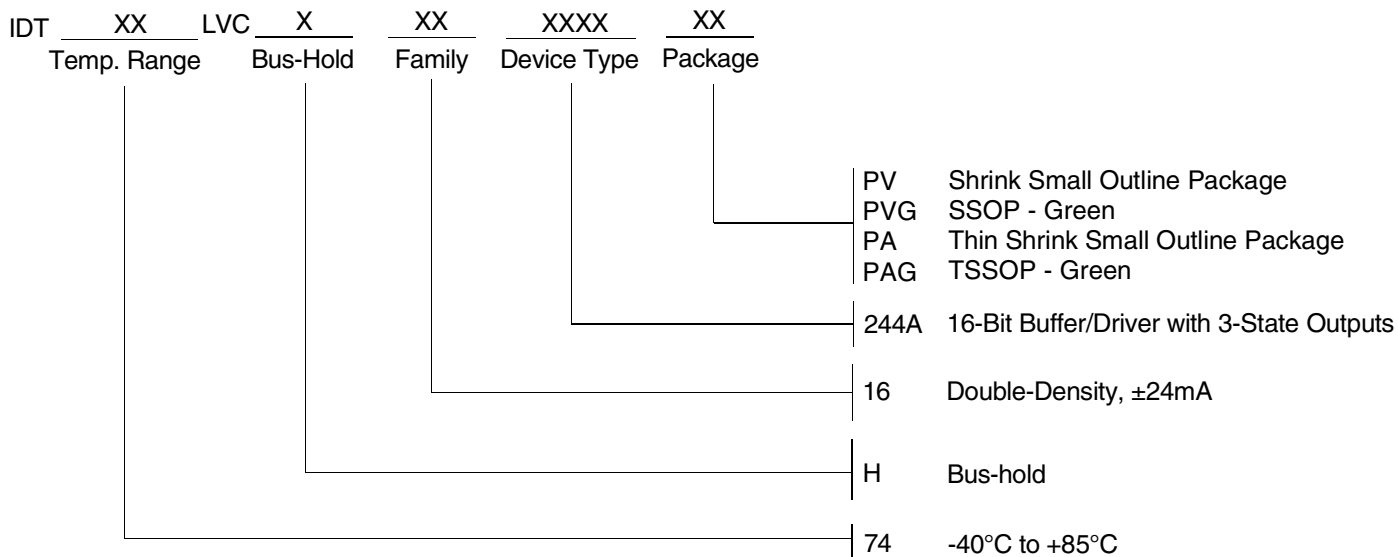 IDT XX LVC X XX XXXX XX
Temp. Range Bus-Hold Family Device Type Package
PV Shrink Small Outline Package
PVG SSOP - Green
PA Thin Shrink Small Outline Package
PAG TSSOP - Green
244A 16-Bit Buffer/Driver with 3-State Outputs
16 Double-Density, ±24mA
H Bus-hold
74 -40°C to +85°C